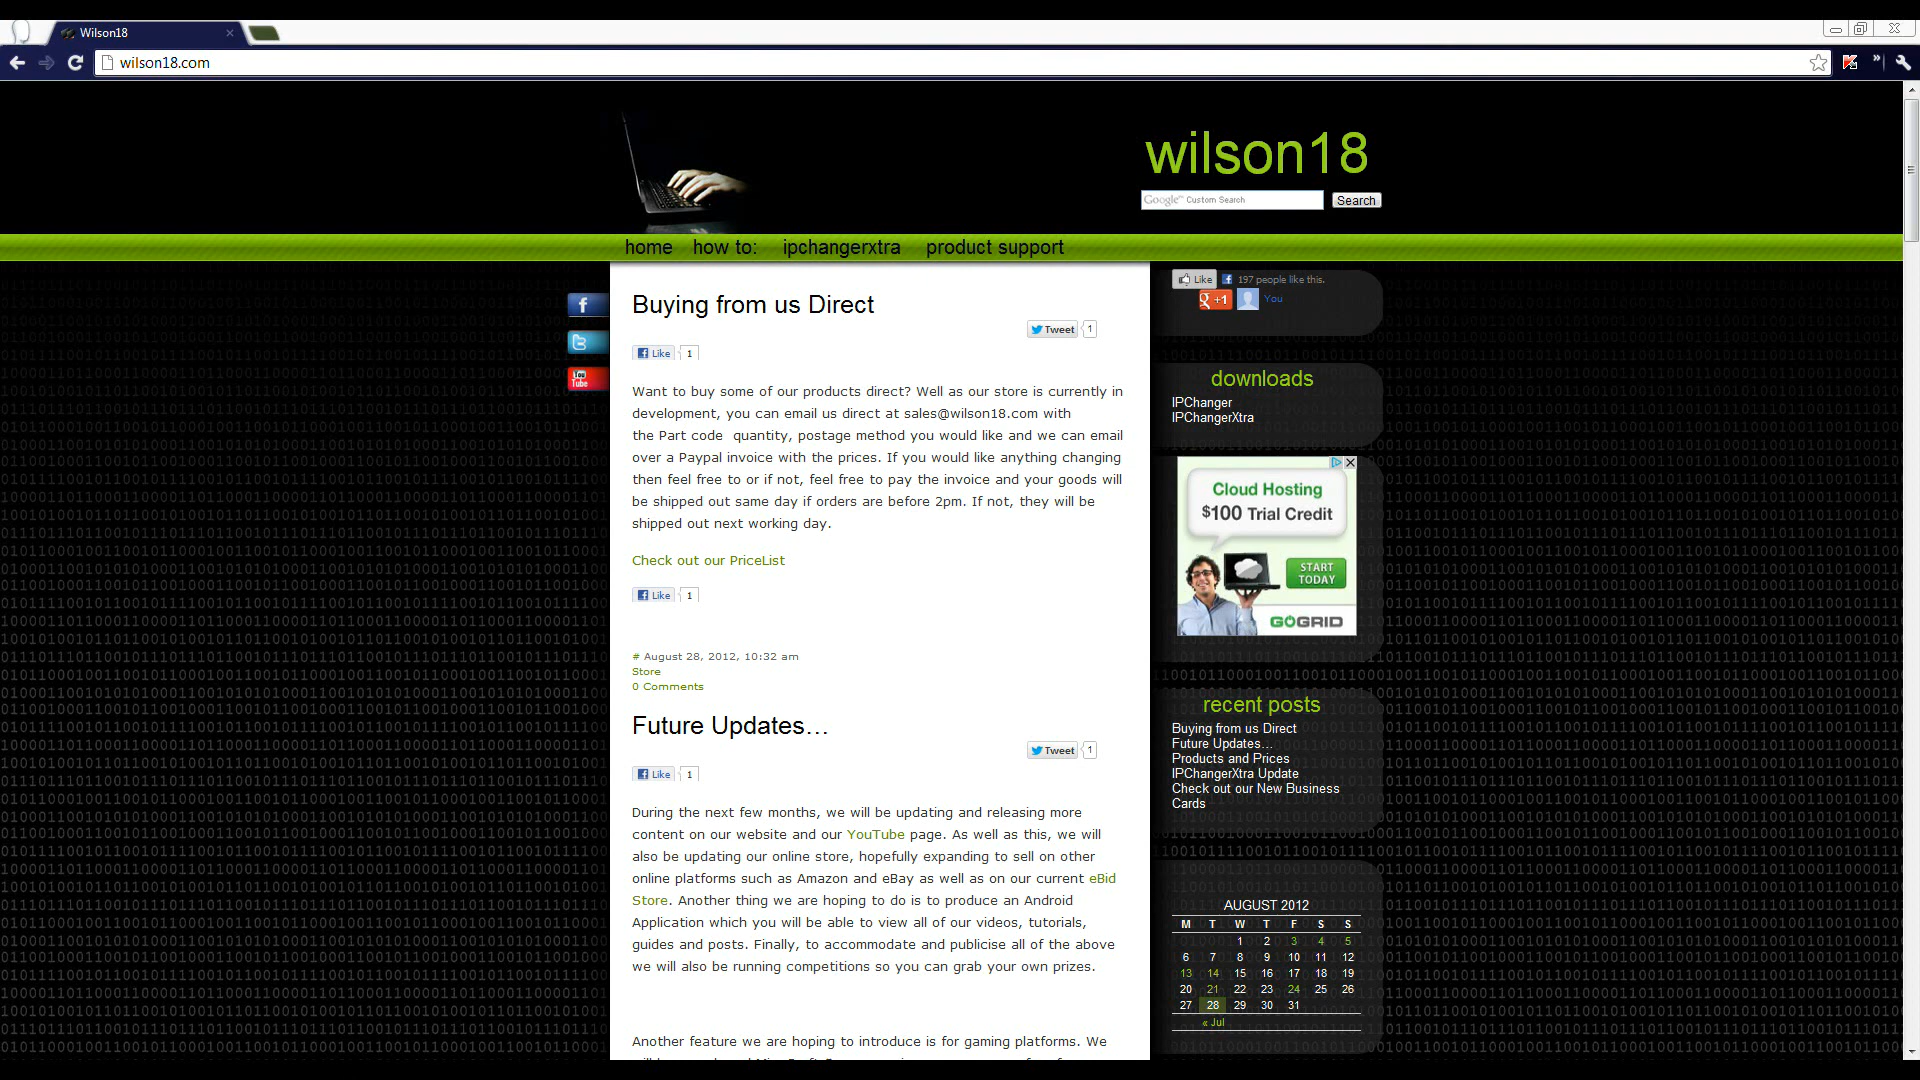 Wilson18
wilson18.com
wilson18
Google™ Custom Search
Search
home how to: ipchangerxtra product support
Buying from us Direct
Tweet 1
Like 1
Want to buy some of our products direct? Well as our store is currently in
development, you can email us direct at sales@wilson18.com with
the Part code quantity, postage method you would like and we can email
over a Paypal invoice with the prices. If you would like anything changing
then feel free to or if not, feel free to pay the invoice and your goods will
be shipped out same day if orders are before 2pm. If not, they will be
shipped out next working day.
Check out our PriceList
Like 1
# August 28, 2012, 10:32 am
Store
0 Comments
Future Updates…
Tweet 1
Like 1
During the next few months, we will be updating and releasing more
content on our website and our YouTube page. As well as this, we will
also be updating our online store, hopefully expanding to sell on other
online platforms such as Amazon and eBay as well as on our current eBid
Store. Another thing we are hoping to do is to produce an Android
Application which you will be able to view all of our videos, tutorials,
guides and posts. Finally, to accommodate and publicise all of the above
we will also be running competitions so you can grab your own prizes.
Another feature we are hoping to introduce is for gaming platforms. We
You
Tube
Like 197 people like this.
+1 You
downloads
IPChanger
IPChangerXtra
Cloud Hosting
$100 Trial Credit
START
TODAY
GOGRID
recent posts
Buying from us Direct
Future Updates…
Products and Prices
IPChangerXtra Update
Check out our New Business
Cards
AUGUST 2012
M T W T F S S
1 2 3 4 5
6 7 8 9 10 11 12
13 14 15 16 17 18 19
20 21 22 23 24 25 26
27 28 29 30 31
« Jul